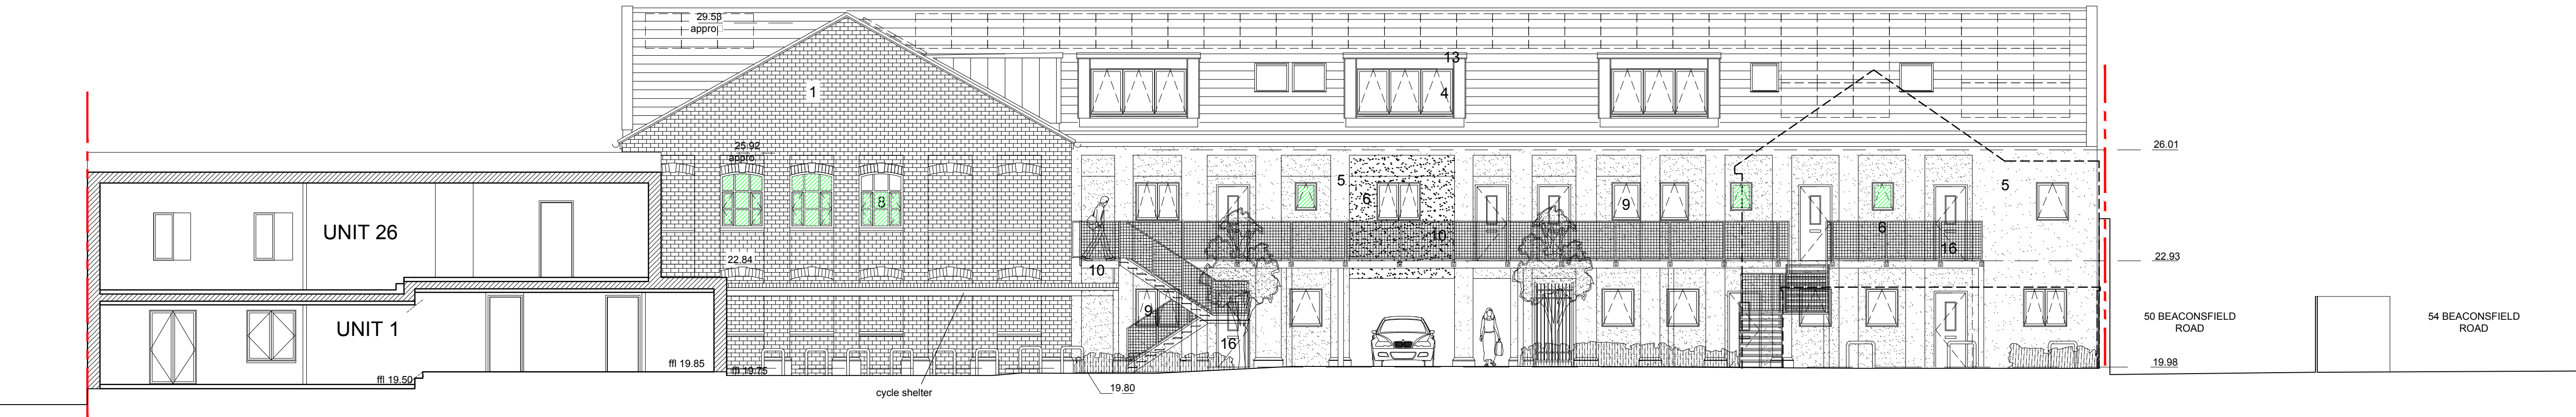 29.53
appro
13
1
4
25.92
appro
26.01
5
6
8
9
5
UNIT 26
10
6
16
22.84
10
22.93
UNIT 1
9
16
50 BEACONSFIELD
ROAD
54 BEACONSFIELD
ROAD
ffl 19.85
ffl 19.75
19.98
ffl 19.50
19.80
cycle shelter